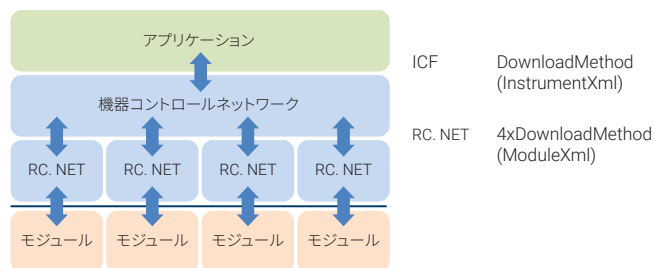 アプリケーション
機器コントロールネットワーク
RC. NET RC. NET RC. NET RC. NET
モジュール モジュール モジュール モジュール
ICF DownloadMethod
(InstrumentXml)
RC. NET 4xDownloadMethod
(ModuleXml)